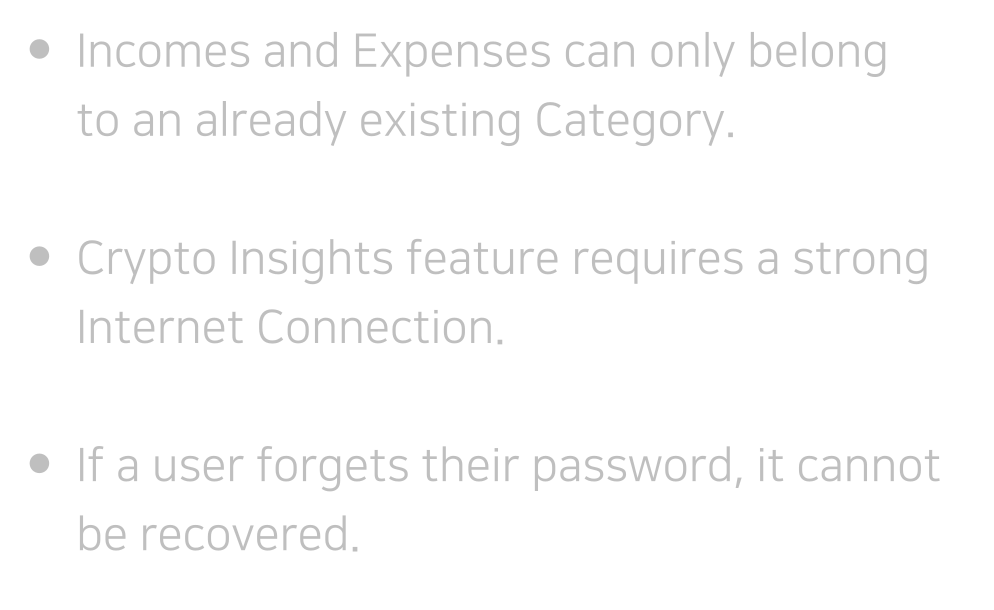 • Incomes and Expenses can only belong
to an already existing Category.
• Crypto Insights feature requires a strong
Internet Connection.
• If a user forgets their password, it cannot
be recovered.